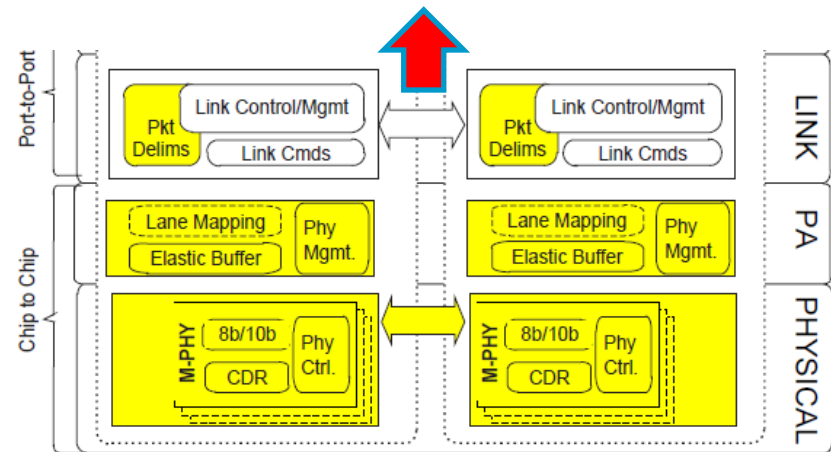 Port-to-Port
Link Control/Mgmt
Pkt
Delims
Link Cmds
Link Control/Mgmt
Pkt
Delims
Link Cmds
LINK
Chip to Chip
Lane Mapping
Elastic Buffer
Phy
Mgmt.
Lane Mapping
Elastic Buffer
Phy
Mgmt.
PA
M-PHY
8b/10b
CDR
Phy
Ctrl.
M-PHY
8b/10b
CDR
Phy
Ctrl.
PHYSICAL